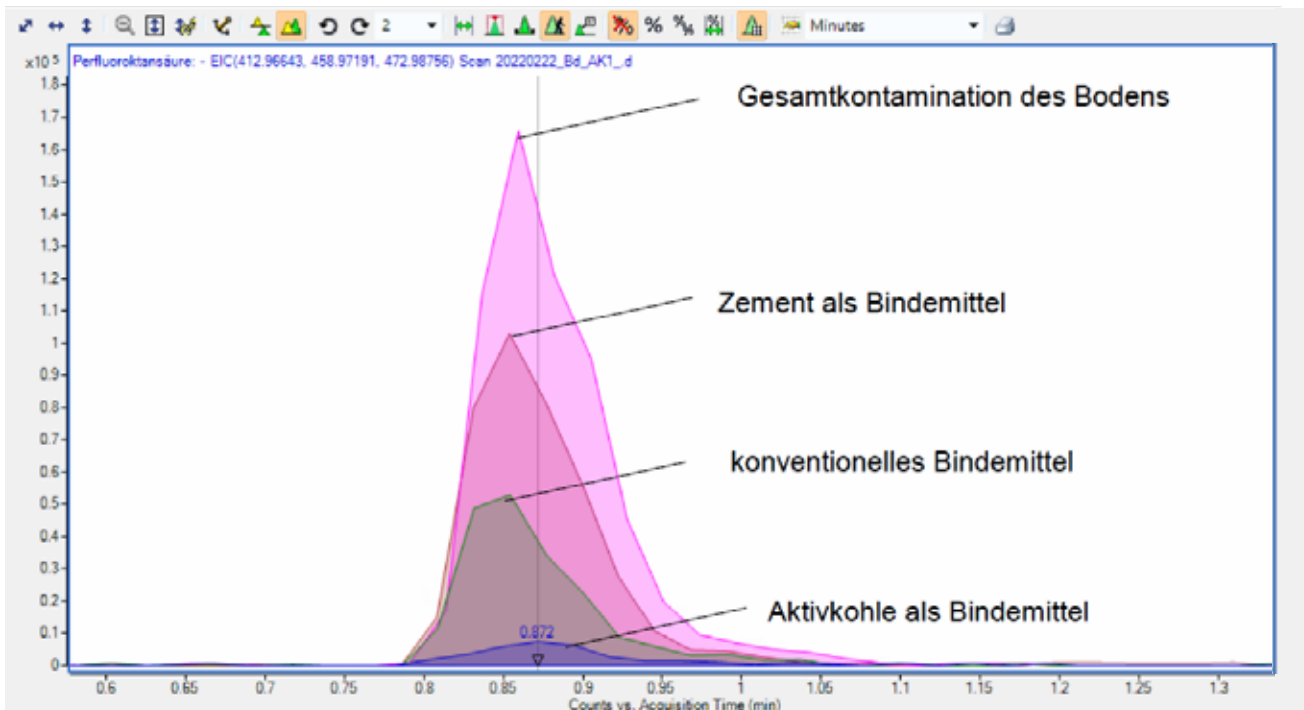 2
Minutes
x10 5
Perfluoroktansäure: - EIC(412.96643, 458.97191, 472.98756) Scan 20220222_Bd_AK1_.d
1.8
1.7
1.6
1.5
1.4
1.3
1.2
1.1
1
0.9
0.8
0.7
0.6
0.5
0.4
0.3
0.2
0.1
0
Gesamtkontamination des Bodens
Zement als Bindemittel
konventionelles Bindemittel
Aktivkohle als Bindemittel
0.872
0.6 0.65 0.7 0.75 0.8 0.85 0.9 0.95 1 1.05 1.1 1.15 1.2 1.25 1.3
Counts vs. Acquisition Time (min)